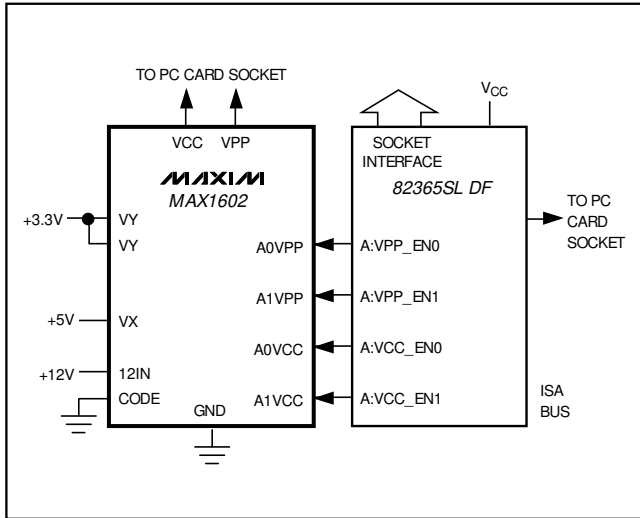 TO PC CARD SOCKET
VCC
VPP
MAXIM
MAX1602
+3.3V
VY
VY
+5V
VX
+12V
12IN
CODE
GND
A0VPP
A1VPP
A0VCC
A1VCC
VCC
SOCKET
INTERFACE
82365SL DF
A:VPP_EN0
A:VPP_EN1
A:VCC_EN0
A:VCC_EN1
TO PC
CARD
SOCKET
ISA
BUS